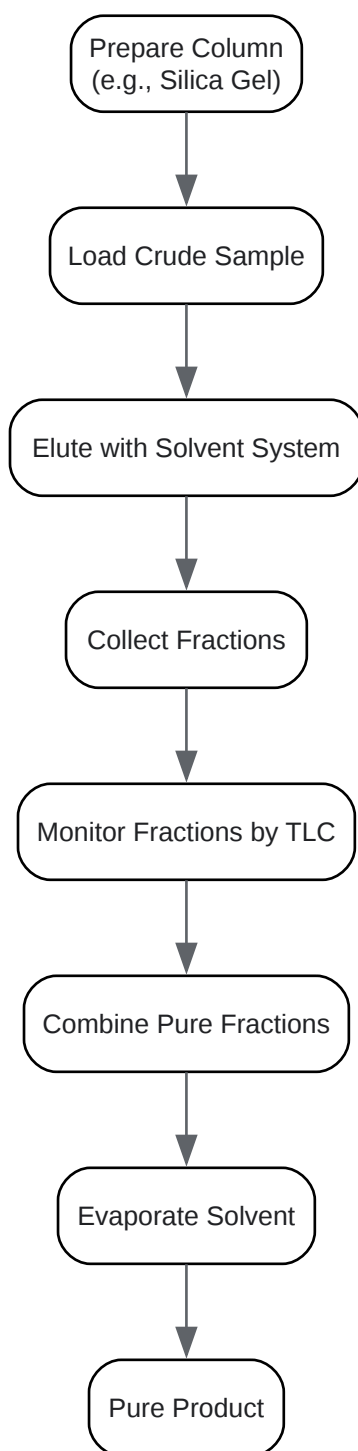 Prepare Column
(e.g., Silica Gel)
Load Crude Sample
Elute with Solvent System
Collect Fractions
Monitor Fractions by TLC
Combine Pure Fractions
Evaporate Solvent
Pure Product